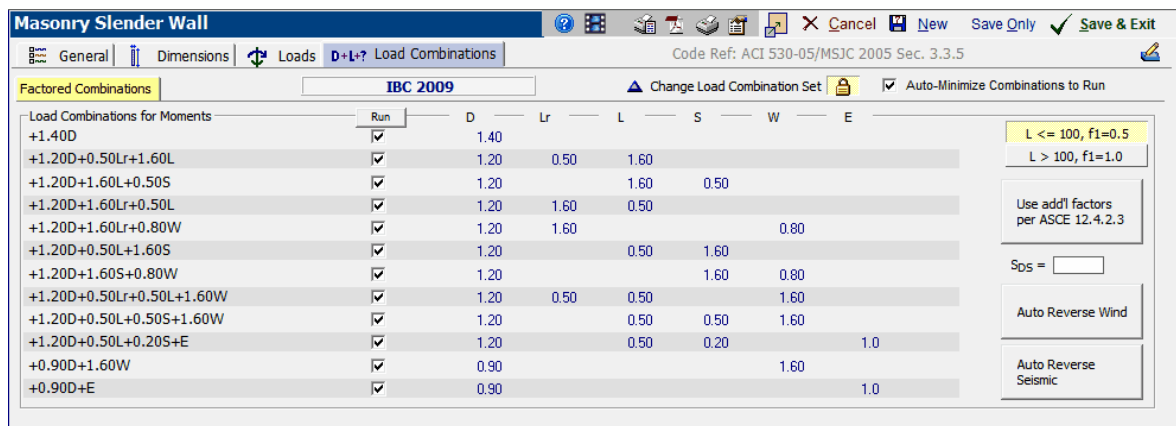 Masonry Slender Wall Cancel New Save Only Save & Exit
General Dimensions Loads D+L+? Load Combinations Code Ref: ACI 530-05/MSJC 2005 Sec. 3.3.5
Factored Combinations IBC 2009 Change Load Combination Set Auto-Minimize Combinations to Run
Load Combinations for Moments Run D Lr L S W E
+1.40D 1.40
+1.20D+0.50Lr+1.60L 1.20 0.50 1.60
+1.20D+1.60L+0.50S 1.20 1.60 0.50
+1.20D+1.60Lr+0.50L 1.20 1.60 0.50
+1.20D+1.60Lr+0.80W 1.20 1.60 0.80
+1.20D+0.50L+1.60S 1.20 0.50 1.60
+1.20D+1.60S+0.80W 1.20 1.60 0.80
+1.20D+0.50Lr+0.50L+1.60W 1.20 0.50 0.50 1.60
+1.20D+0.50L+0.50S+1.60W 1.20 0.50 0.50 1.60
+1.20D+0.50L+0.20S+E 1.20 0.50 0.20 1.0
+0.90D+1.60W 0.90 1.60
+0.90D+E 0.90 1.0
L <= 100, f1=0.5
L > 100, f1=1.0
Use add'l factors
per ASCE 12.4.2.3
SDS =
Auto Reverse Wind
Auto Reverse
Seismic